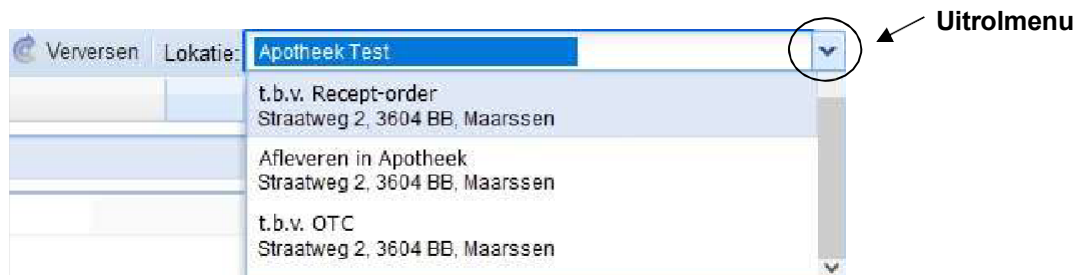 Uitrolmenu
Verversen Lokatie: Apotheek Test
t.b.v. Recept-order
Straatweg 2, 3604 BB, Maarssen
Afleveren in Apotheek
Straatweg 2, 3604 BB, Maarssen
t.b.v. OTC
Straatweg 2, 3604 BB, Maarssen